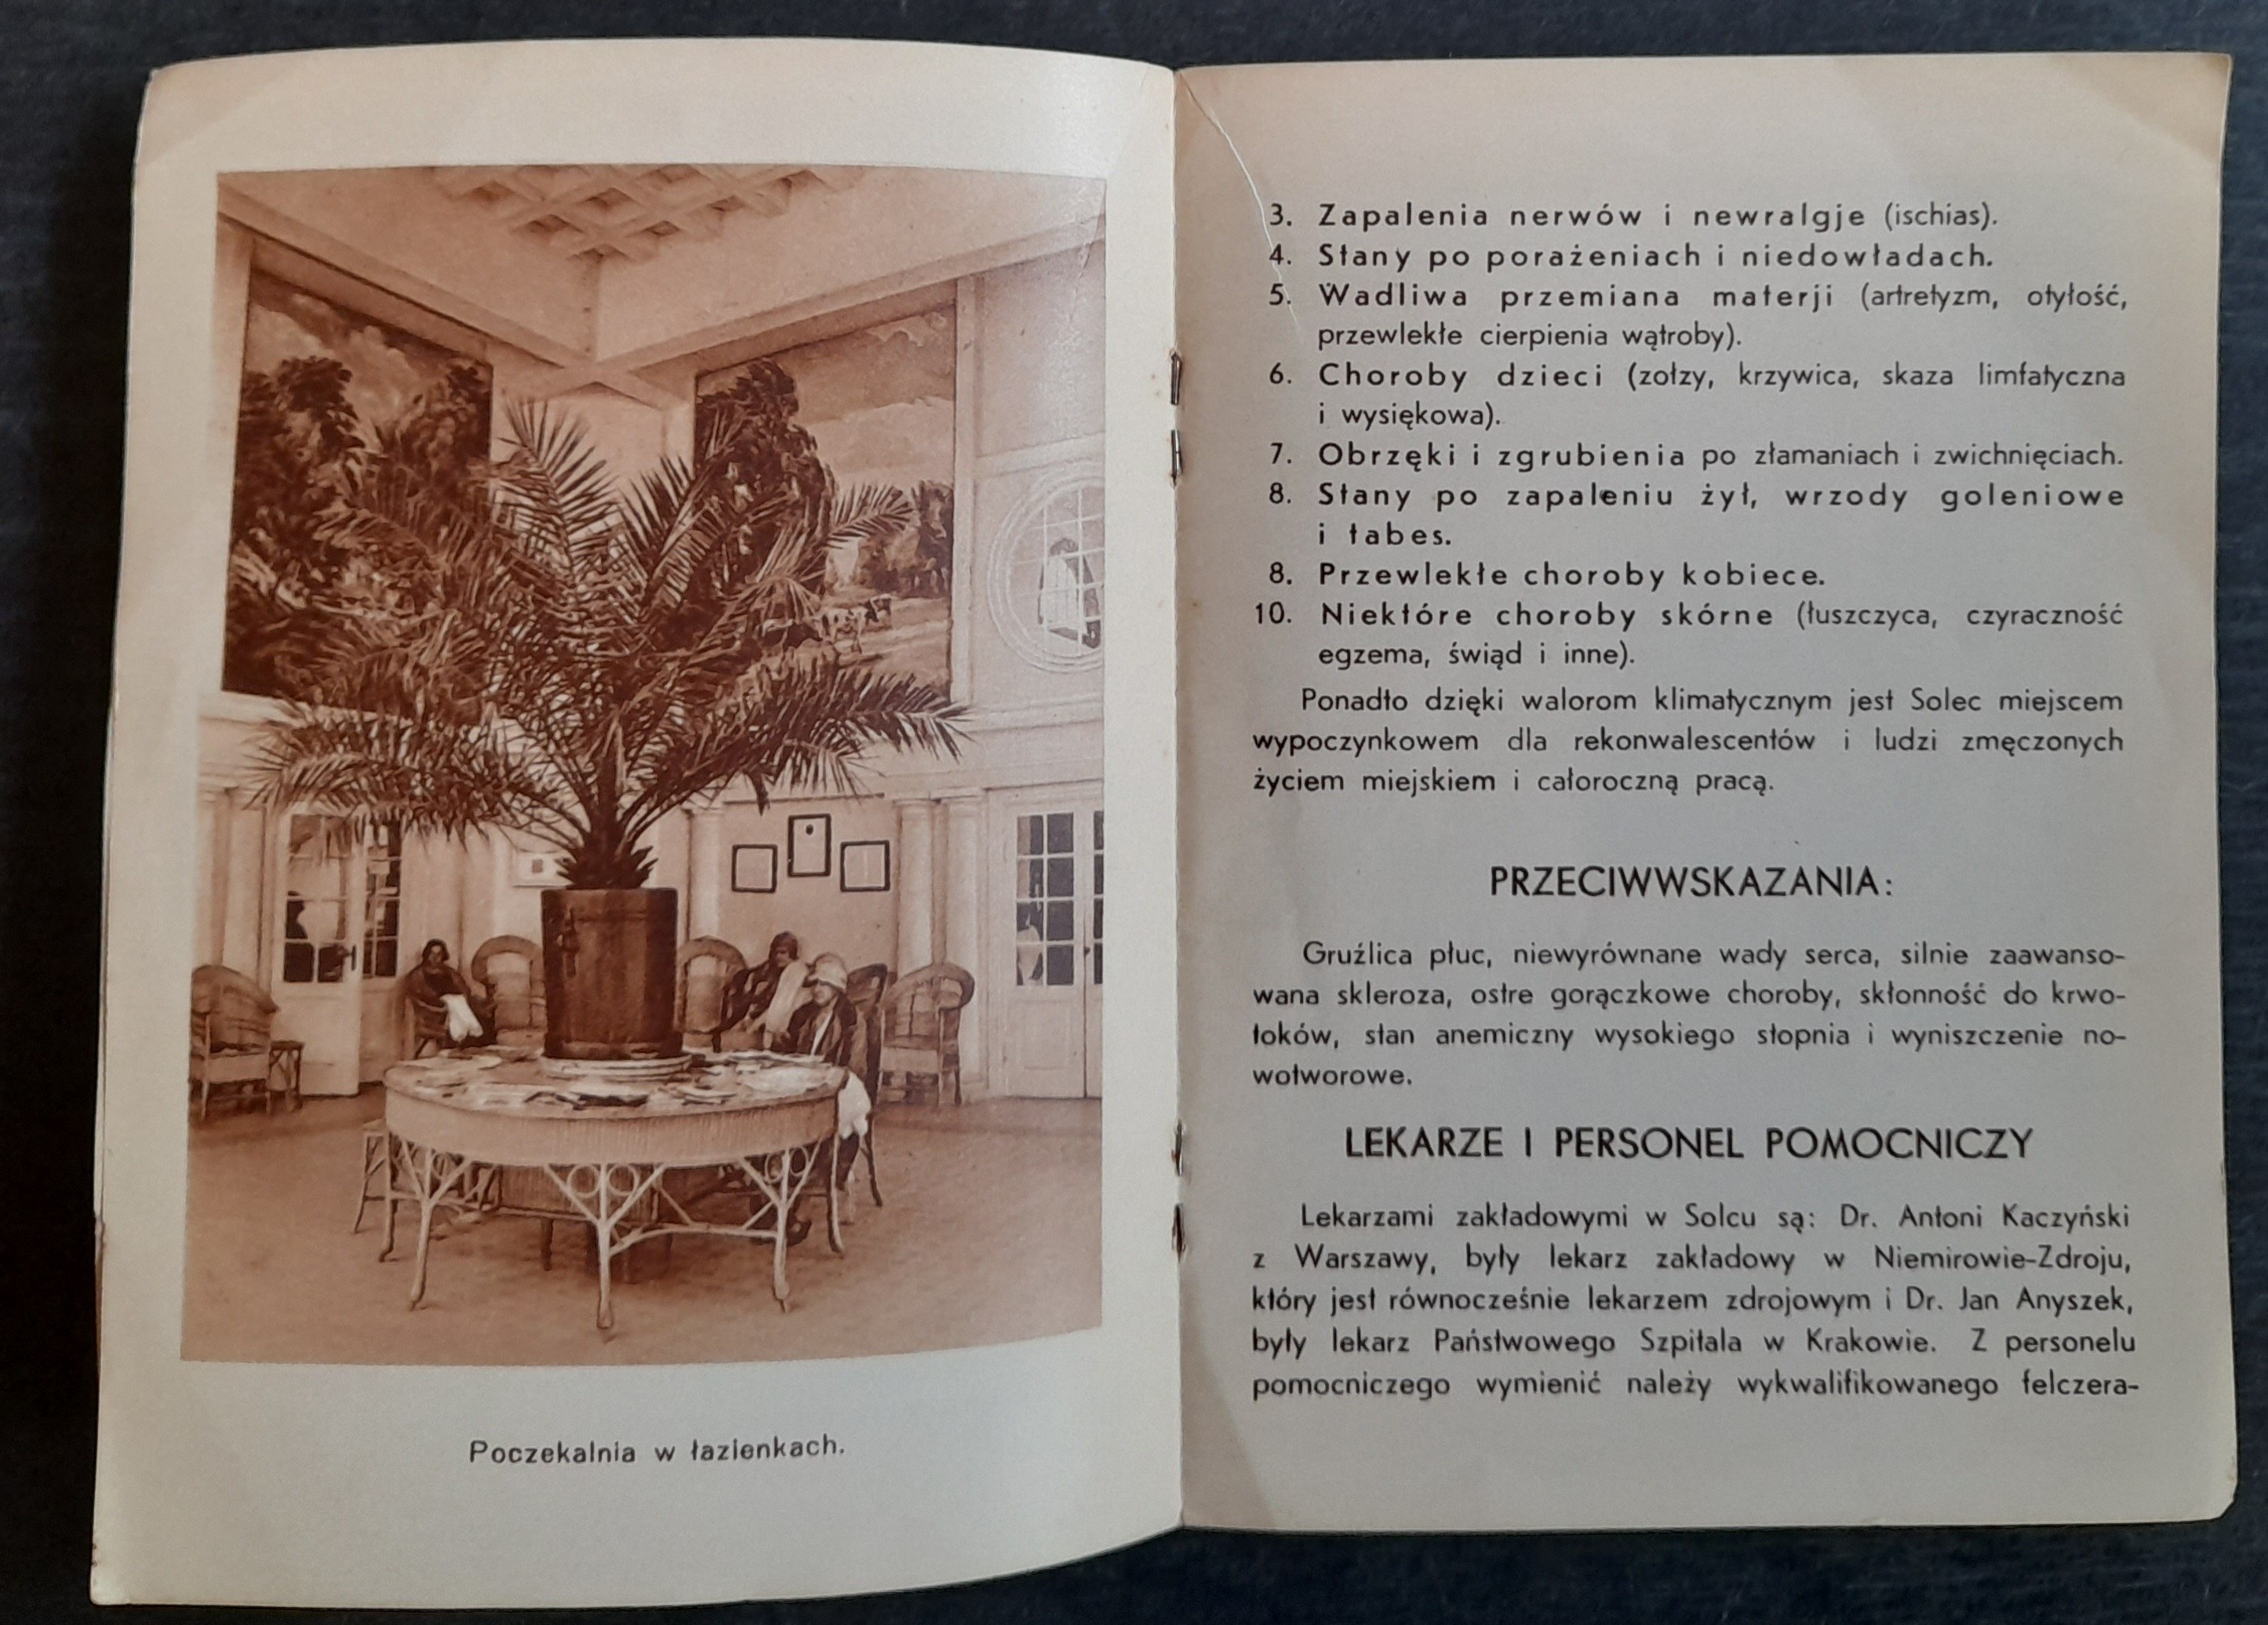 Poczekalnia w łazienkach.
3. Zapalenia nerwów i newralgje (ischias).
4. Stany po porażeniach i niedowładach.
5. Wadliwa przemiana materji (artretyzm, otyłość,
przewlekłe cierpienia wątroby).
6. Choroby dzieci (zołzy, krzywica, skaza limfatyczna
i wysiękowa).
7. Obrzęki i zgrubienia po złamaniach i zwichnięciach.
8. Stany po zapaleniu żył, wrzody goleniowe
i tabes.
8. Przewlekłe choroby kobiece.
10. Niektóre choroby skórne (łuszczyca, czyraczność
egzema, świąd i inne).
Ponadto dzięki walorom klimatycznym jest Solec miejscem
wypoczynkowem dla rekonwalescentów i ludzi zmęczonych
życiem miejskiem i całoroczną pracą.
PRZECIWWSKAZANIA:
Gruźlica płuc, niewyrównane wady serca, silnie zaawanso-
wana skleroza, ostre gorączkowe choroby, skłonność do krwo-
toków, stan anemiczny wysokiego stopnia i wyniszczenie no-
wotworowe.
LEKARZE I PERSONEL POMOCNICZY
Lekarzami zakładowymi w Solcu są: Dr. Antoni Kaczyński
z Warszawy, były lekarz zakładowy w Niemirowie-Zdroju,
który jest równocześnie lekarzem zdrojowym i Dr. Jan Anyszek,
były lekarz Państwowego Szpitala w Krakowie. Z personelu
pomocniczego wymienić należy wykwalifikowanego felczera-